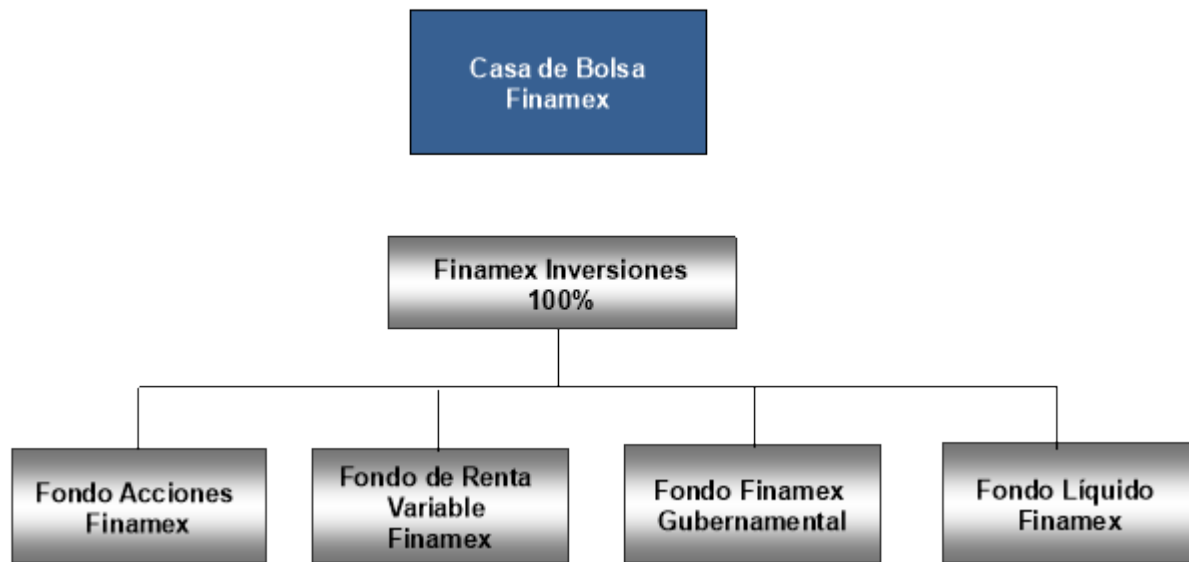 Casa de Bolsa
Finamex
Finamex Inversiones
100%
Fondo Acciones
Finamex
Fondo de Renta
Variable
Finamex
Fondo Finamex
Gubernamental
Fondo Líquido
Finamex